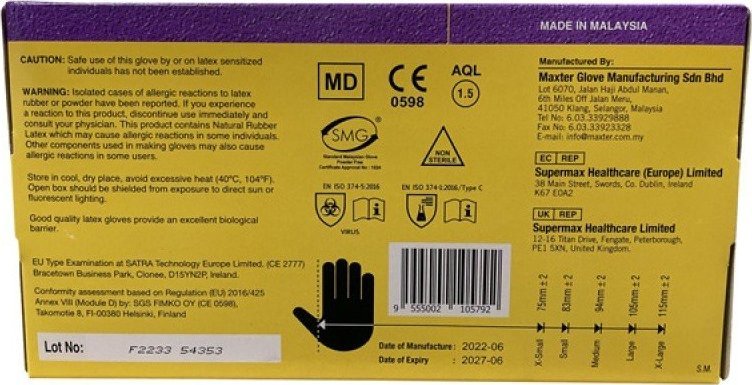 MADE IN MALAYSIA
CAUTION: Safe use of this glove by or on latex sensitized
individuals has not been established.
WARNING: Isolated cases of allergic reactions to latex
rubber or powder have been reported. If you experience
a reaction to this product, discontinue use immediately and
consult your physician. This product contains Natural Rubber
Latex which may cause allergic reactions in some individuals.
Other components used in making gloves may also cause
allergic reactions in some users.
Store in cool, dry place, avoid excessive heat (40ºC, 104ºF).
Open box should be shielded from exposure to direct sun or
fluorescent lighting.
Good quality latex gloves provide an excellent biological
barrier.
MD
CE
0598
AQL
1.5
SMG
Standard Malaysian Glove
Powder Free
NON
STERILE
EN ISO 374-5:2016
VIRUS
EN ISO 374-1:2016/Type C
Manufactured By:
Maxter Glove Manufacturing Sdn Bhd
Lot 6070, Jalan Haji Abdul Manan,
6th Miles Off Jalan Meru,
41050 Klang, Selangor, Malaysia
Tel No: 6.03.33929888
Fax No: 6.03.33923328
E-Mail: info@maxter.com.my
EC REP
Supermax Healthcare (Europe) Limited
38 Main Street, Swords, Co. Dublin, Ireland
K67 E0A2
UK REP
Supermax Healthcare Limited
12-16 Titan Drive, Fengate, Peterborough,
PE1 5XN, United Kingdom.
EU Type Examination at SATRA Technology Europe Limited. (CE 2777)
Bracetown Business Park, Clonee, D15YN2P, Ireland.
Conformity assessment based on Regulation (EU) 2016/425
Annex VIII (Module D) by: SGS FIMKO OY (CE 0598),
Takomotie 8, FI-00380 Helsinki, Finland
Lot No: F2233 54353
9 555002 105792
Date of Manufacture : 2022-06
Date of Expiry : 2027-06
X-Small 75mm ± 2
Small 83mm ± 2
Medium 94mm ± 2
Large 105mm ± 2
X-Large 115mm ± 2
S.M.